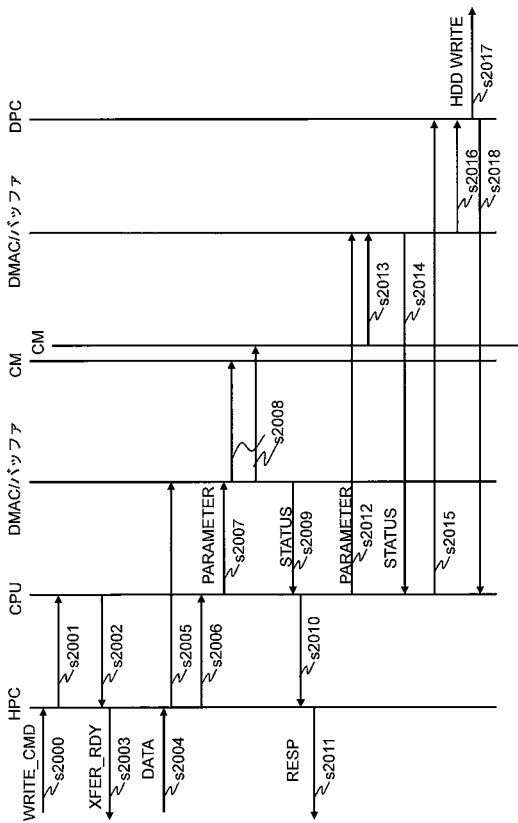 HPC
CPU
DMAC/バッファ
CM
CM
DMAC/バッファ
DPC
WRITE_CMD
s2000
s2001
s2002
XFER_RDY
s2003
DATA
s2004
s2005
s2006
PARAMETER
s2007
s2008
STATUS
s2009
s2010
RESP
s2011
PARAMETER
s2012
s2013
STATUS
s2014
s2015
s2016
HDD WRITE
s2017
s2018